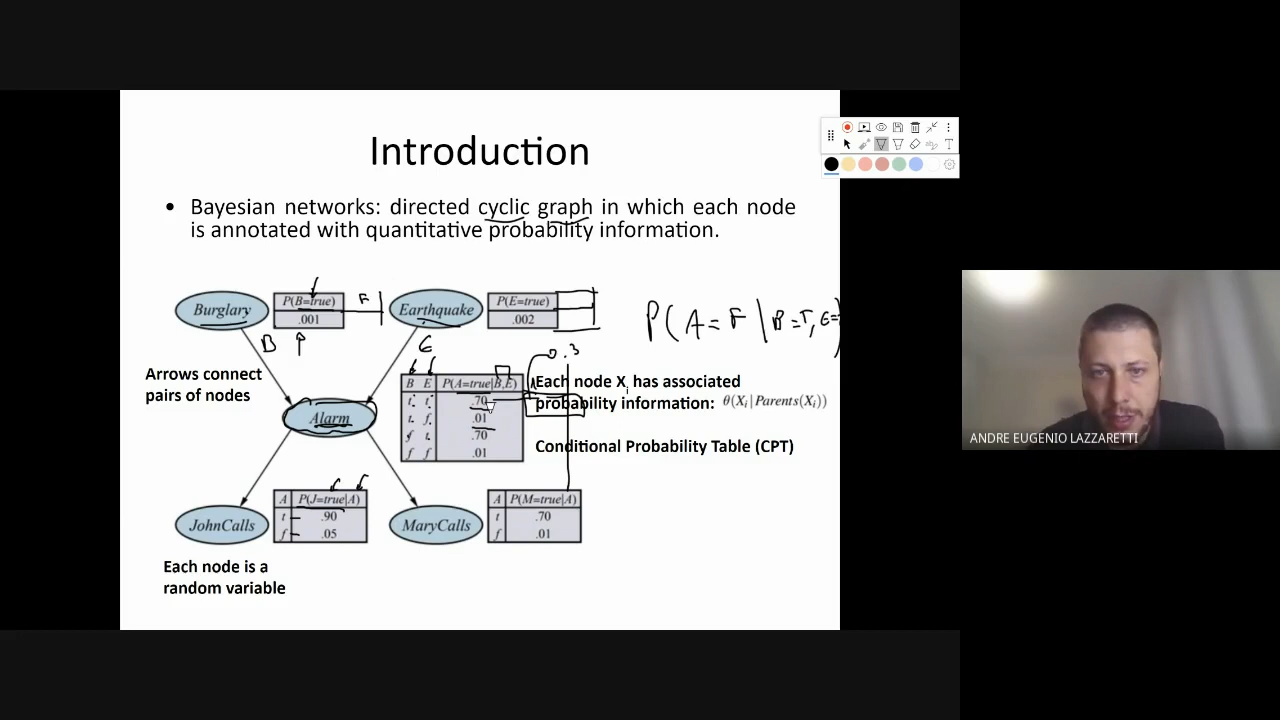 Introduction
• Bayesian networks: directed cyclic graph in which each node
is annotated with quantitative probability information.
Burglary
P(B=true)
.001
F
Earthquake
P(E=true)
.002
P(A=F|B=T, E=
B
E
0.3
Arrows connect
pairs of nodes
Alarm
B E P(A=true|B,E)
t t .70
t f .01
f t .70
f f .01
Each node Xi has associated
probability information: θ(Xi|Parents(Xi))
Conditional Probability Table (CPT)
JohnCalls
A P(J=true|A)
t .90
f .05
MaryCalls
A P(M=true|A)
t .70
f .01
Each node is a
random variable
ANDRE EUGENIO LAZZARETTI